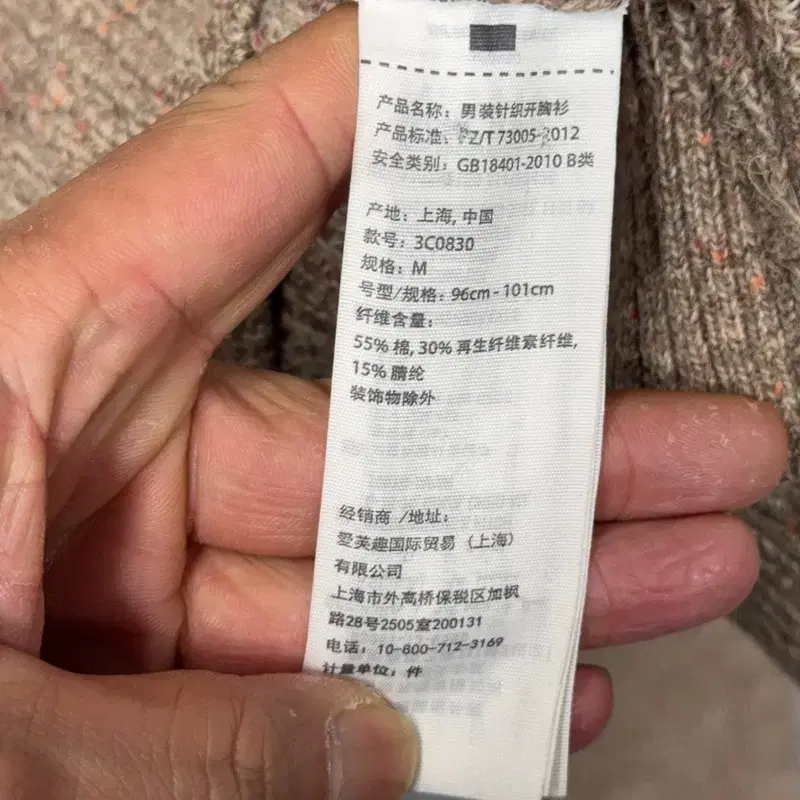 产品名称：男装针织开胸衫
产品标准：FZ/T 73005-2012
安全类别：GB18401-2010 B类
产地：上海, 中国
款号：3C0830
规格：M
号型/规格：96cm-101cm
纤维含量：
55% 棉, 30% 再生纤维素纤维,
15% 腈纶
装饰物除外
经销商 /地址：
爱芙趣国际贸易（上海）
有限公司
上海市外高桥保税区加枫
路28号2505室200131
电话：10-800-712-3169
计量单位：件